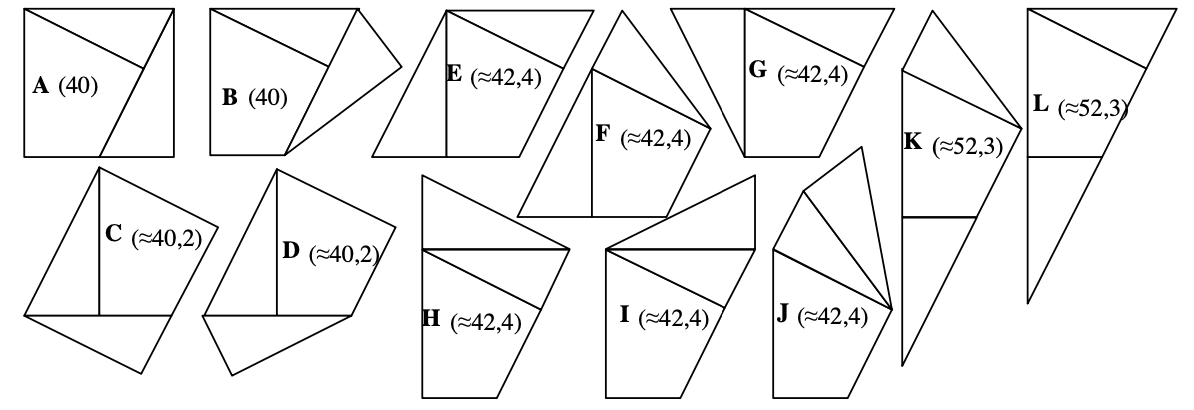 A (40)
B (40)
E (≈42,4)
F (≈42,4)
G (≈42,4)
K (≈52,3)
L (≈52,3)
C (≈40,2)
D (≈40,2)
H (≈42,4)
I (≈42,4)
J (≈42,4)